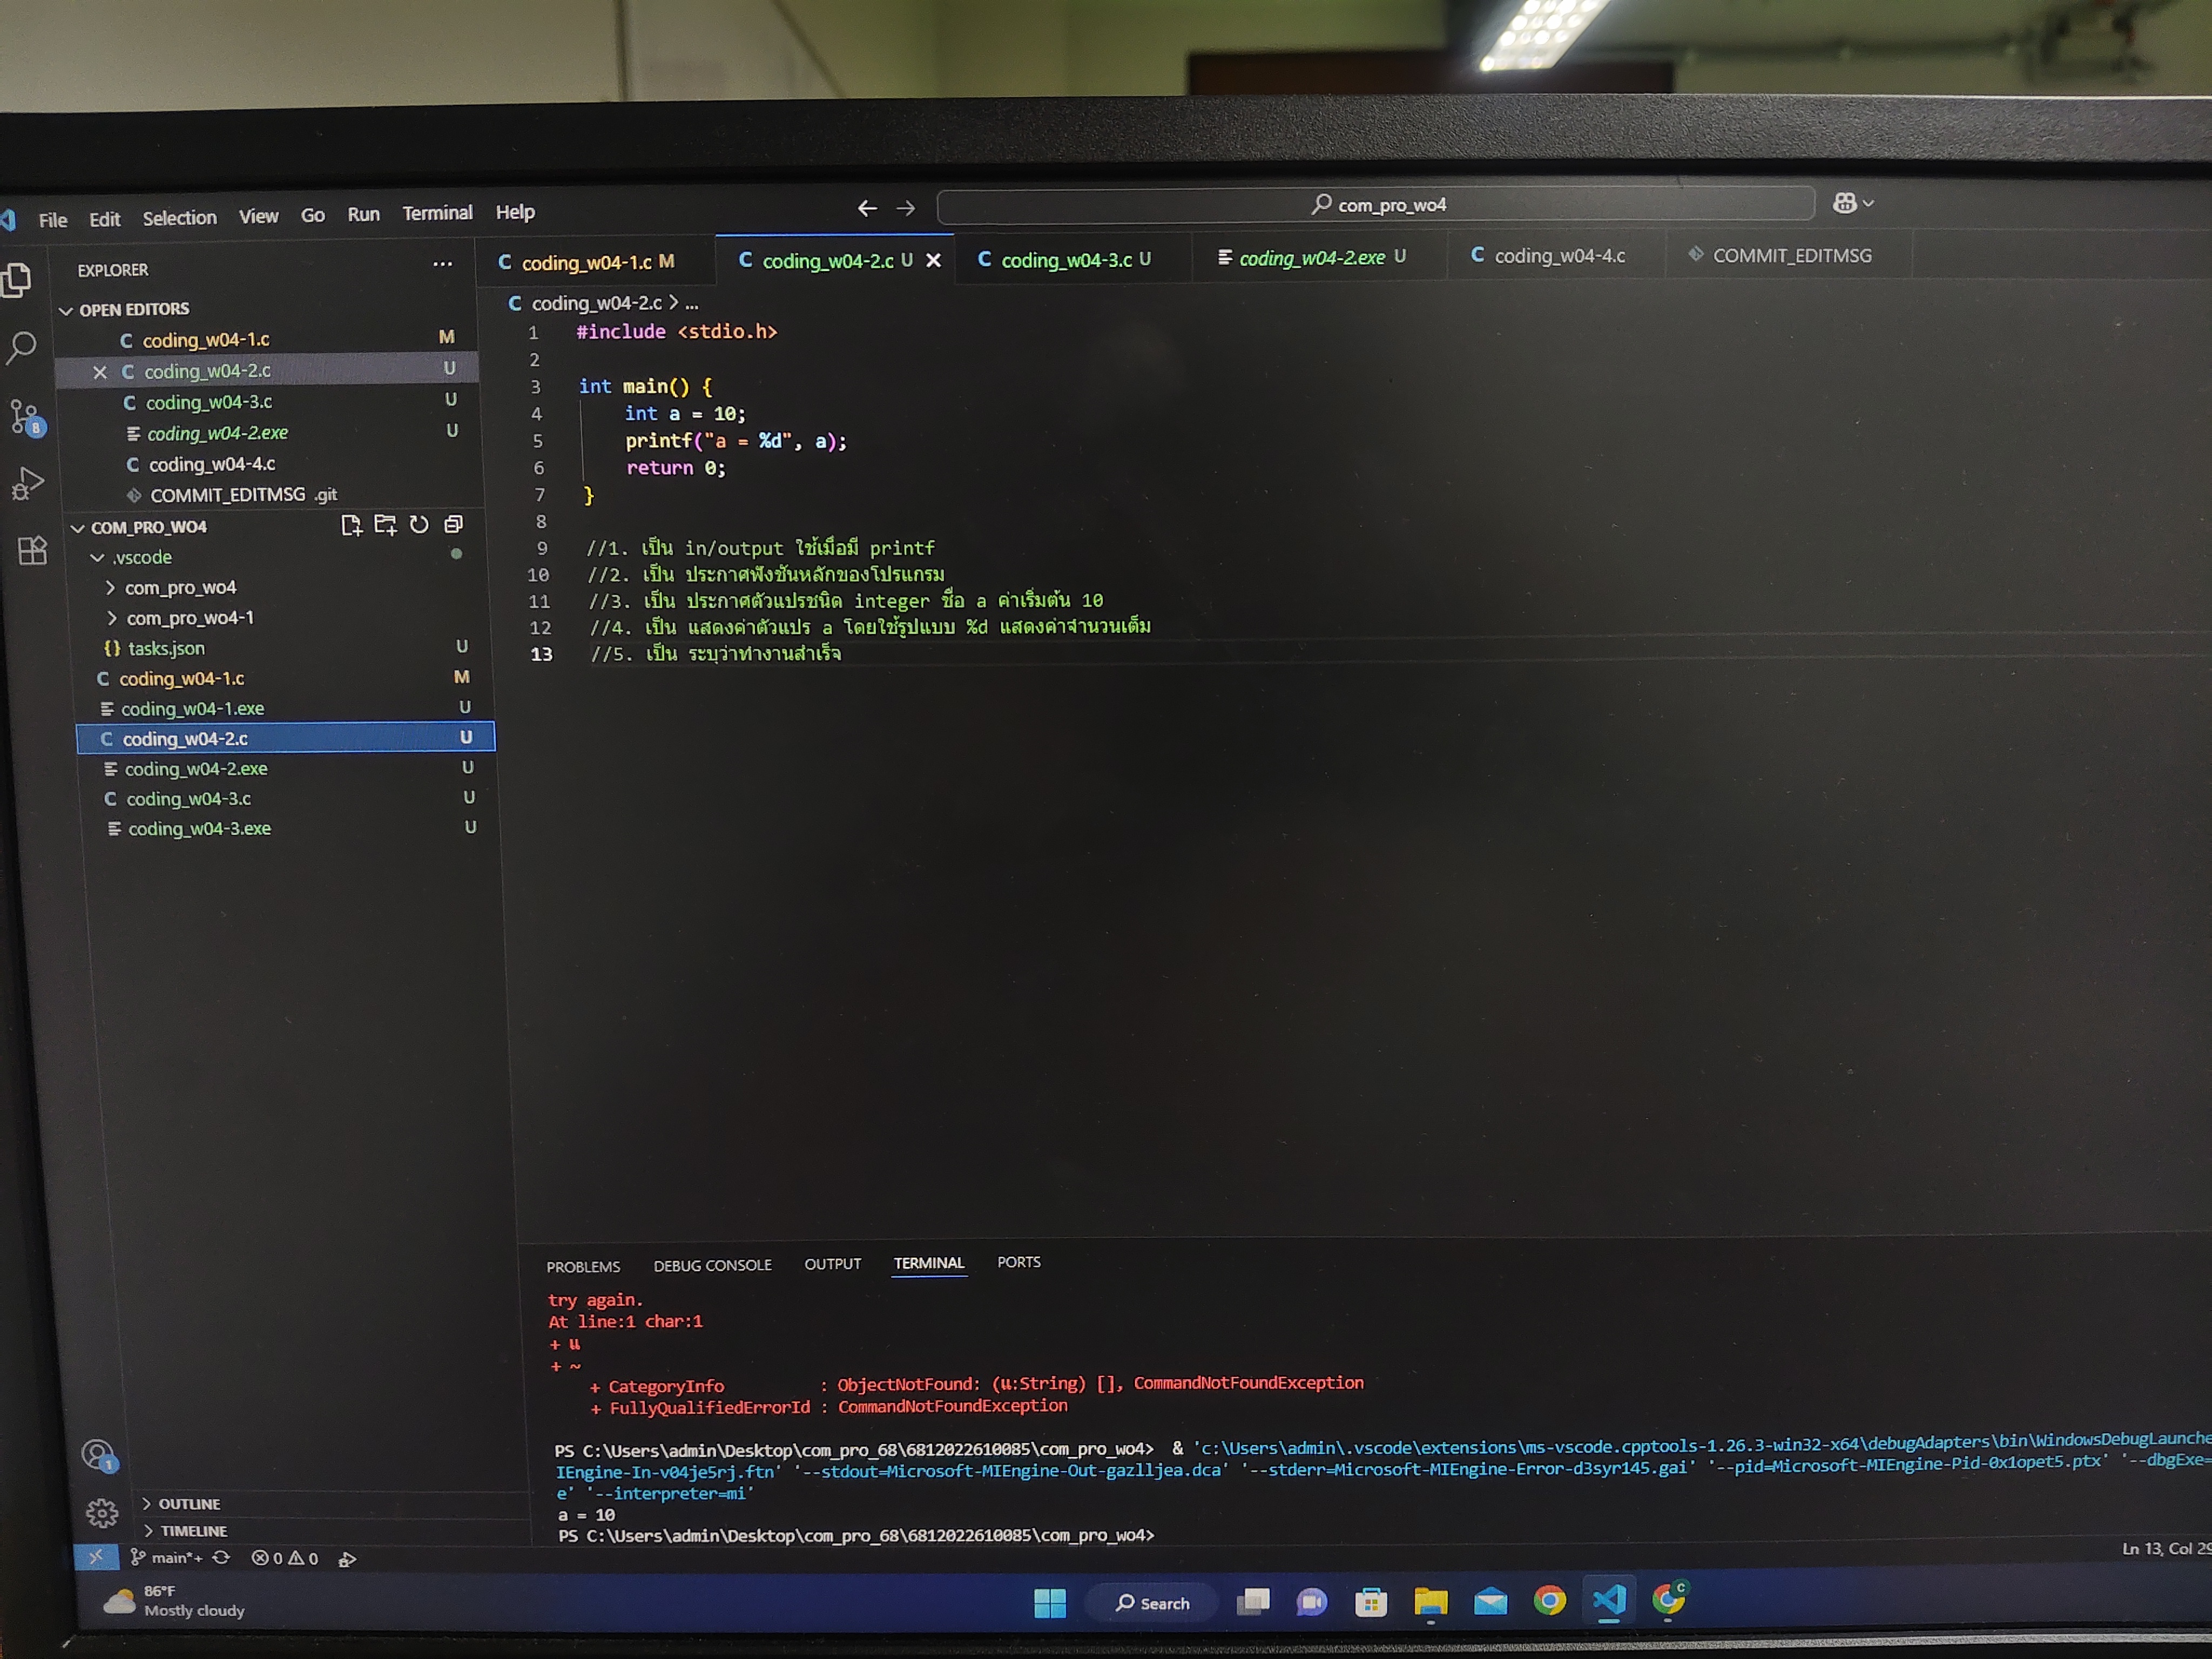 File Edit Selection View Go Run Terminal Help
com_pro_wo4
EXPLORER
OPEN EDITORS
coding_w04-1.c M
coding_w04-2.c U
coding_w04-3.c U
coding_w04-2.exe U
coding_w04-4.c
COMMIT_EDITMSG .git
COM_PRO_WO4
.vscode
com_pro_wo4
com_pro_wo4-1
{} tasks.json U
C coding_w04-1.c M
coding_w04-1.exe U
C coding_w04-2.c U
coding_w04-2.exe U
C coding_w04-3.c U
coding_w04-3.exe U
OUTLINE
TIMELINE
C coding_w04-1.c M
C coding_w04-2.c U
C coding_w04-3.c U
coding_w04-2.exe U
C coding_w04-4.c
COMMIT_EDITMSG
C coding_w04-2.c > ...
1 #include <stdio.h>
2
3 int main() {
4 int a = 10;
5 printf("a = %d", a);
6 return 0;
7 }
8
9 //1. เป็น in/output ใช้เมื่อมี printf
10 //2. เป็น ประกาศฟังชันหลักของโปรแกรม
11 //3. เป็น ประกาศตัวแปรชนิด integer ชื่อ a ค่าเริ่มต้น 10
12 //4. เป็น แสดงค่าตัวแปร a โดยใช้รูปแบบ %d แสดงค่าจำนวนเต็ม
13 //5. เป็น ระบุว่าทำงานสำเร็จ
PROBLEMS DEBUG CONSOLE OUTPUT TERMINAL PORTS
try again.
At line:1 char:1
+ แ
+ ~
+ CategoryInfo : ObjectNotFound: (แ:String) [], CommandNotFoundException
+ FullyQualifiedErrorId : CommandNotFoundException
PS C:\Users\admin\Desktop\com_pro_68\6812022610085\com_pro_wo4> & 'c:\Users\admin\.vscode\extensions\ms-vscode.cpptools-1.26.3-win32-x64\debugAdapters\bin\WindowsDebugLaunche
IEngine-In-v04je5rj.ftn' '--stdout=Microsoft-MIEngine-Out-gazlljea.dca' '--stderr=Microsoft-MIEngine-Error-d3syr145.gai' '--pid=Microsoft-MIEngine-Pid-0x1opet5.ptx' '--dbgExe=
e' '--interpreter=mi'
a = 10
PS C:\Users\admin\Desktop\com_pro_68\6812022610085\com_pro_wo4>
main*+ 0 0
Ln 13, Col 29
86°F
Mostly cloudy
Search